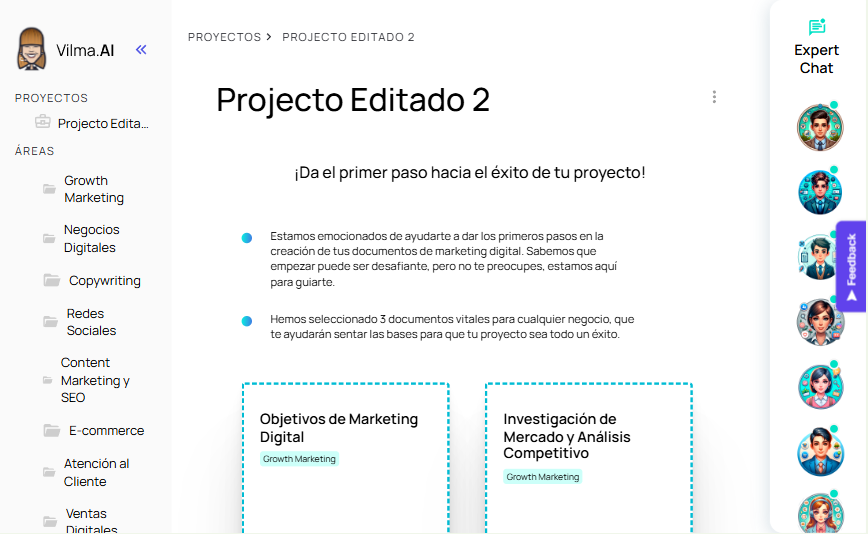 Vilma.AI
PROYECTOS
Projecto Edita...
ÁREAS
Growth
Marketing
Negocios
Digitales
Copywriting
Redes
Sociales
Content
Marketing y
SEO
E-commerce
Atención al
Cliente
Ventas
Digitales
PROYECTOS > PROJECTO EDITADO 2
Projecto Editado 2
¡Da el primer paso hacia el éxito de tu proyecto!
Estamos emocionados de ayudarte a dar los primeros pasos en la
creación de tus documentos de marketing digital. Sabemos que
empezar puede ser desafiante, pero no te preocupes, estamos aquí
para guiarte.
Hemos seleccionado 3 documentos vitales para cualquier negocio, que
te ayudarán sentar las bases para que tu proyecto sea todo un éxito.
Objetivos de Marketing
Digital
Growth Marketing
Investigación de
Mercado y Análisis
Competitivo
Growth Marketing
Expert
Chat
Feedback